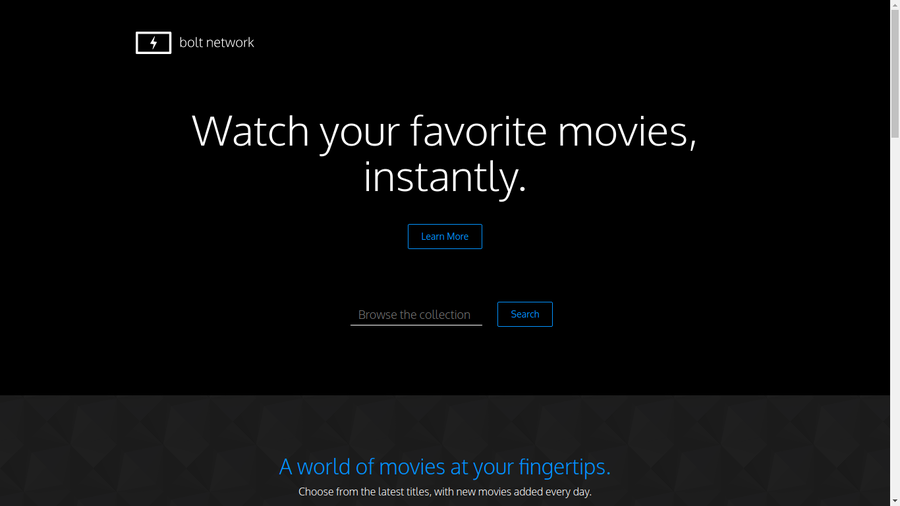 bolt network
Watch your favorite movies,
instantly.
Learn More
Browse the collection
Search
A world of movies at your fingertips.
Choose from the latest titles, with new movies added every day.